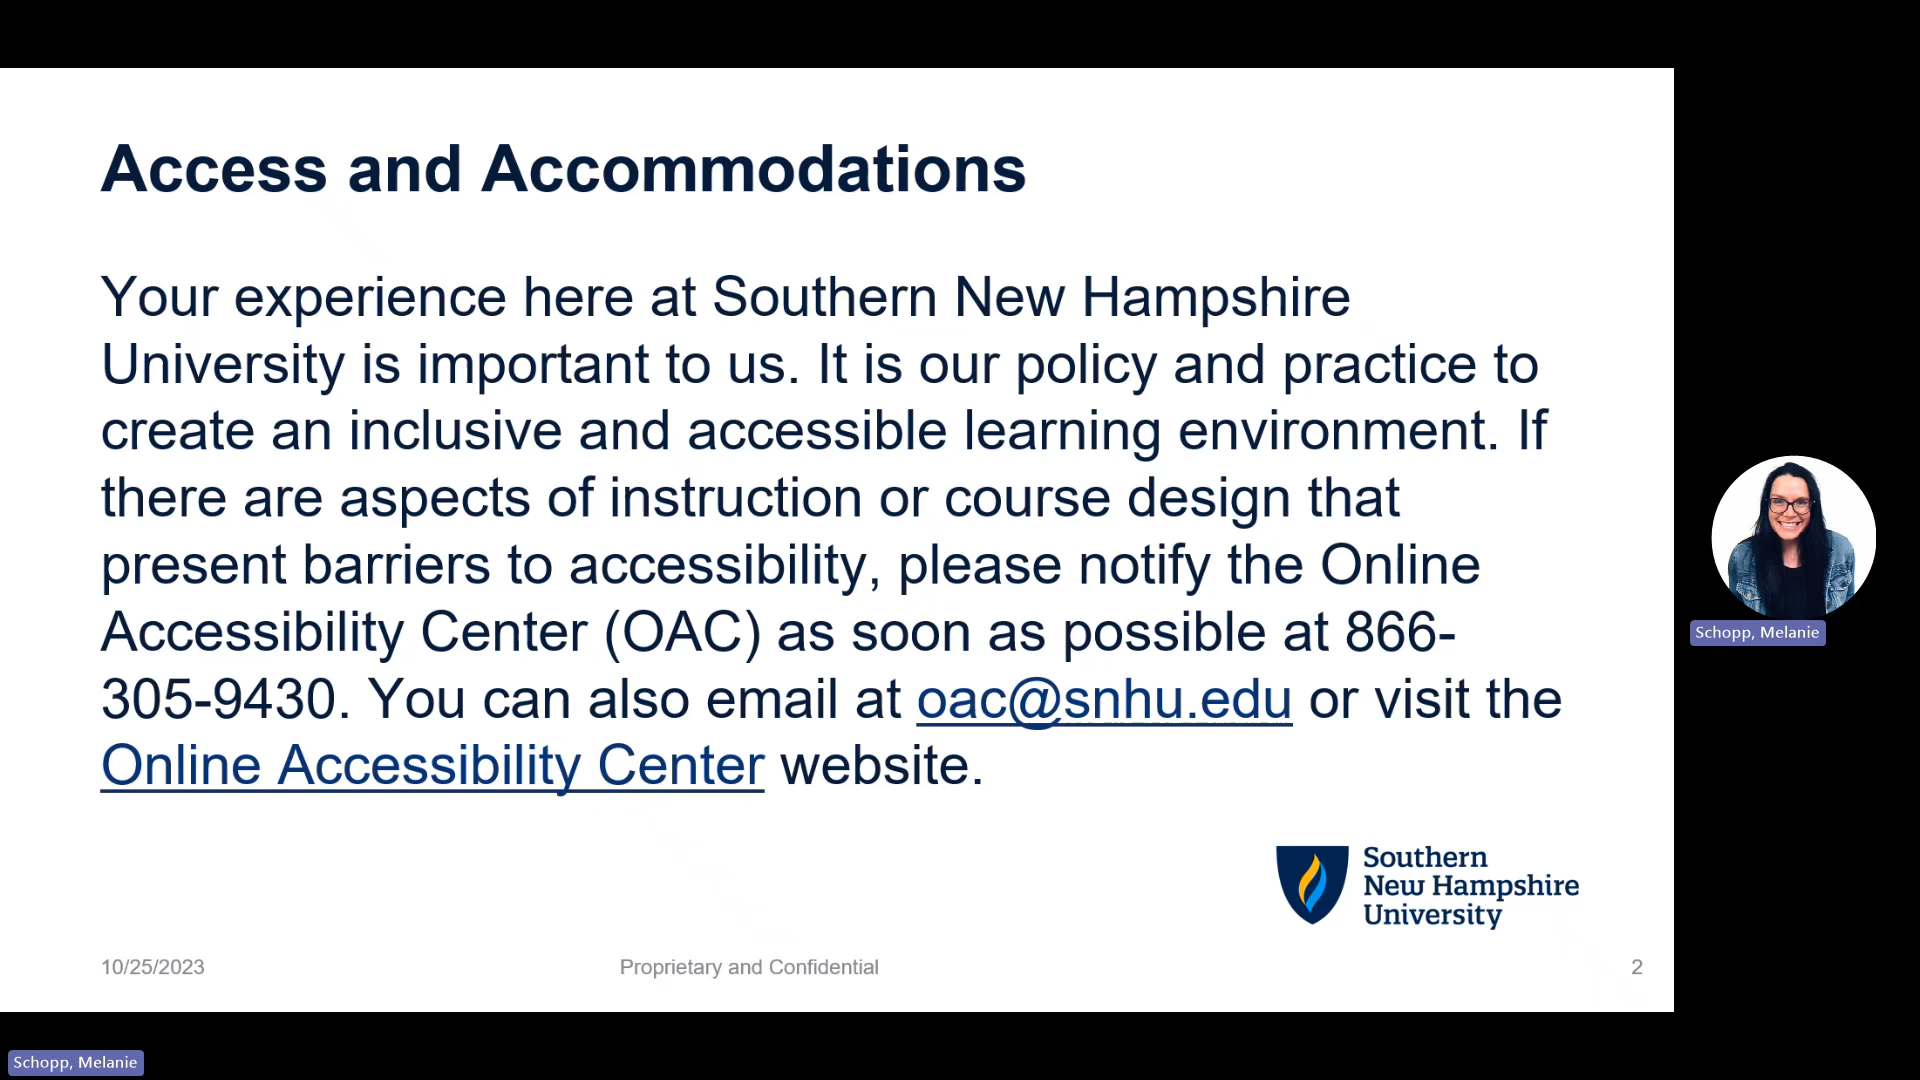 Access and Accommodations
Your experience here at Southern New Hampshire
University is important to us. It is our policy and practice to
create an inclusive and accessible learning environment. If
there are aspects of instruction or course design that
present barriers to accessibility, please notify the Online
Accessibility Center (OAC) as soon as possible at 866-
305-9430. You can also email at oac@snhu.edu or visit the
Online Accessibility Center website.
Southern
New Hampshire
University
10/25/2023
Proprietary and Confidential
2
Schopp, Melanie
Schopp, Melanie